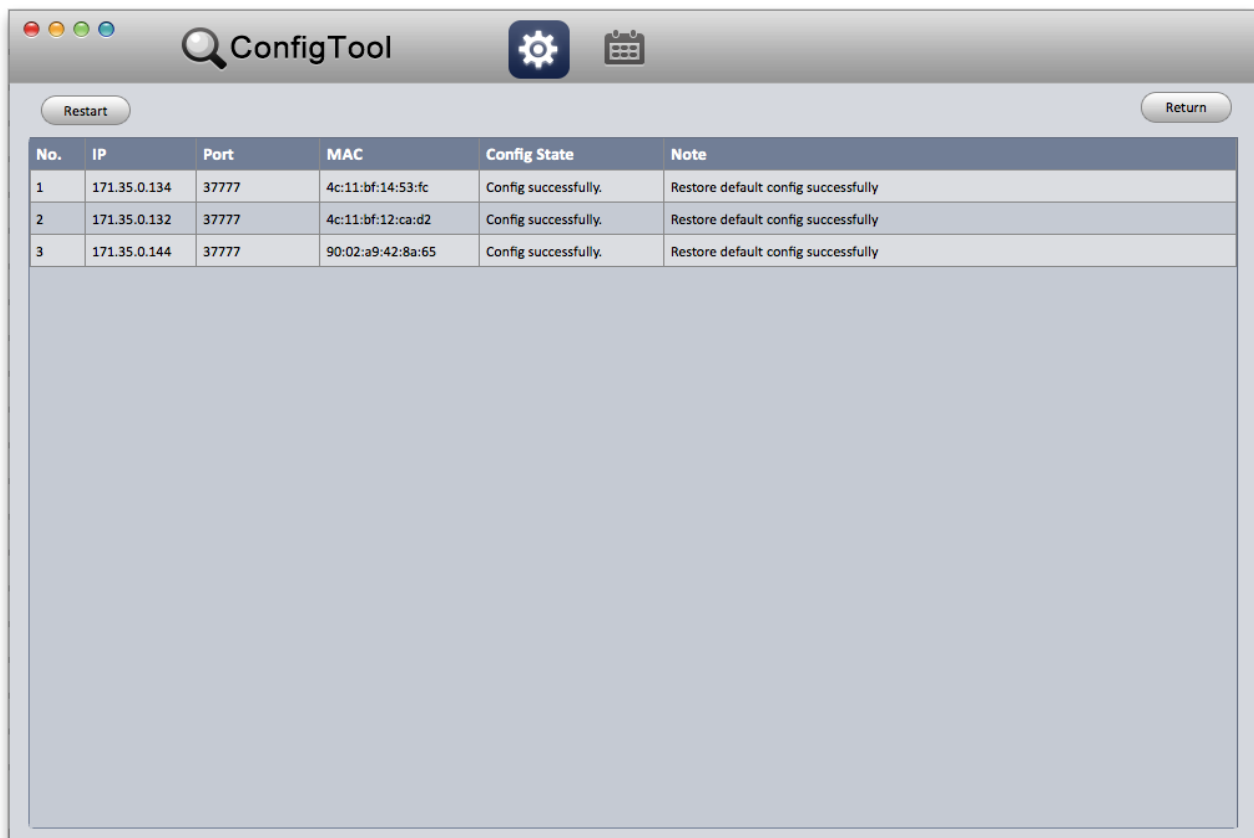 ConfigTool
Restart
Return
No. IP Port MAC Config State Note
1 171.35.0.134 37777 4c:11:bf:14:53:fc Config successfully. Restore default config successfully
2 171.35.0.132 37777 4c:11:bf:12:ca:d2 Config successfully. Restore default config successfully
3 171.35.0.144 37777 90:02:a9:42:8a:65 Config successfully. Restore default config successfully